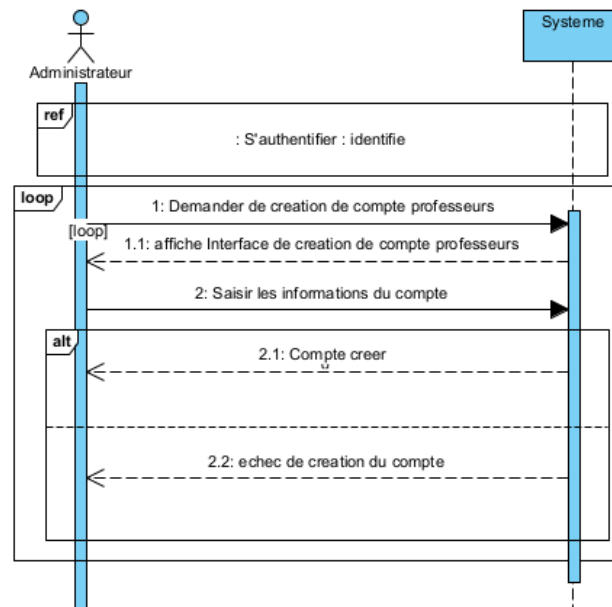 Systeme
Administrateur
ref
: S'authentifier : identifie
loop
1: Demander de creation de compte professeurs
[loop]
1.1: affiche Interface de creation de compte professeurs
2: Saisir les informations du compte
alt
2.1: Compte creer
2.2: echec de creation du compte